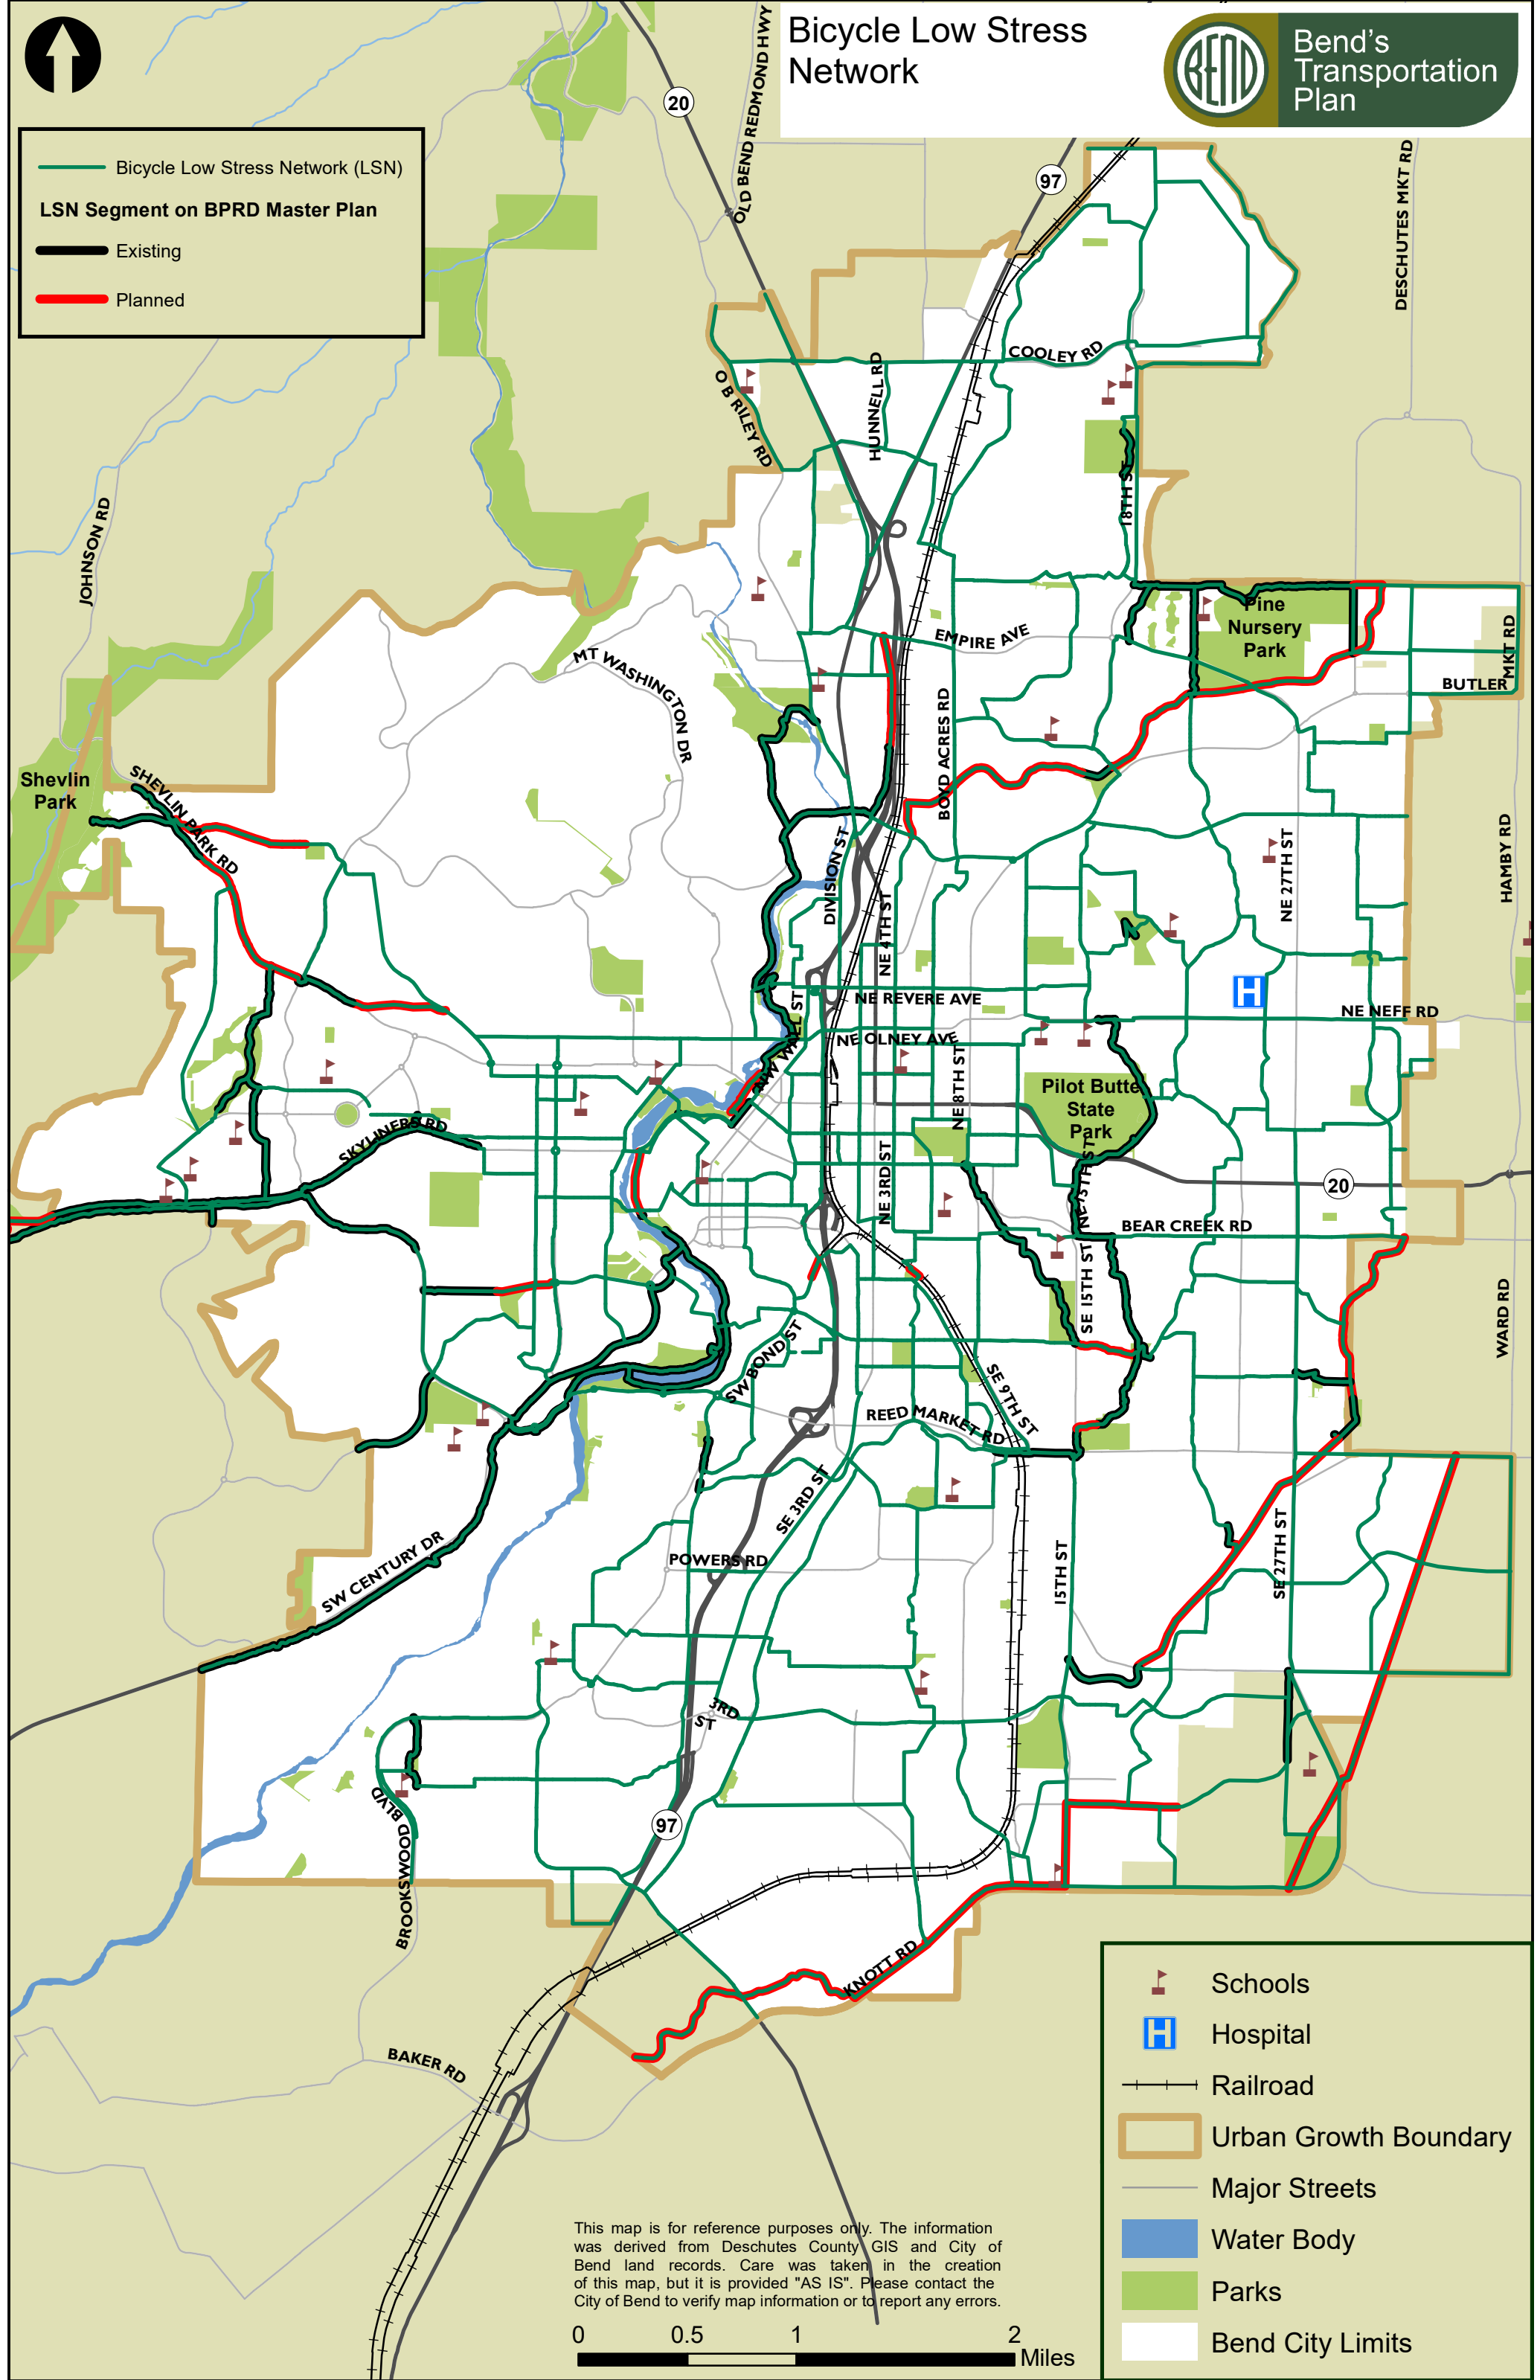 Bicycle Low Stress
Network
BEND
Bend's
Transportation
Plan
Bicycle Low Stress Network (LSN)
LSN Segment on BPRD Master Plan
Existing
Planned
20
OLD BEND REDMOND HWY
97
DESCHUTES MKT RD
COOLEY RD
HUNNELL RD
O B RILEY RD
18TH ST
JOHNSON RD
Pine
Nursery
Park
EMPIRE AVE
MKT RD
BUTLER
MT WASHINGTON DR
BOYD ACRES RD
Shevlin
Park
SHEVLIN PARK RD
DIVISION ST
NE 27TH ST
HAMBY RD
NE 4TH ST
NE REVERE AVE
NE NEFF RD
H
NW WALL ST
NE OLNEY AVE
NE 8TH ST
Pilot Butte
State
Park
SKYLINERS RD
NE 3RD ST
NE 15TH ST
20
BEAR CREEK RD
SE 15TH ST
WARD RD
SW BOND ST
SE 9TH ST
REED MARKET RD
SE 3RD ST
POWERS RD
15TH ST
SE 27TH ST
SW CENTURY DR
3RD
ST
97
BROOKSWOOD BLVD
KNOTT RD
BAKER RD
H
Schools
Hospital
Railroad
Urban Growth Boundary
Major Streets
Water Body
Parks
Bend City Limits
This map is for reference purposes only. The information
was derived from Deschutes County GIS and City of
Bend land records. Care was taken in the creation
of this map, but it is provided "AS IS". Please contact the
City of Bend to verify map information or to report any errors.
0 0.5 1 2
Miles